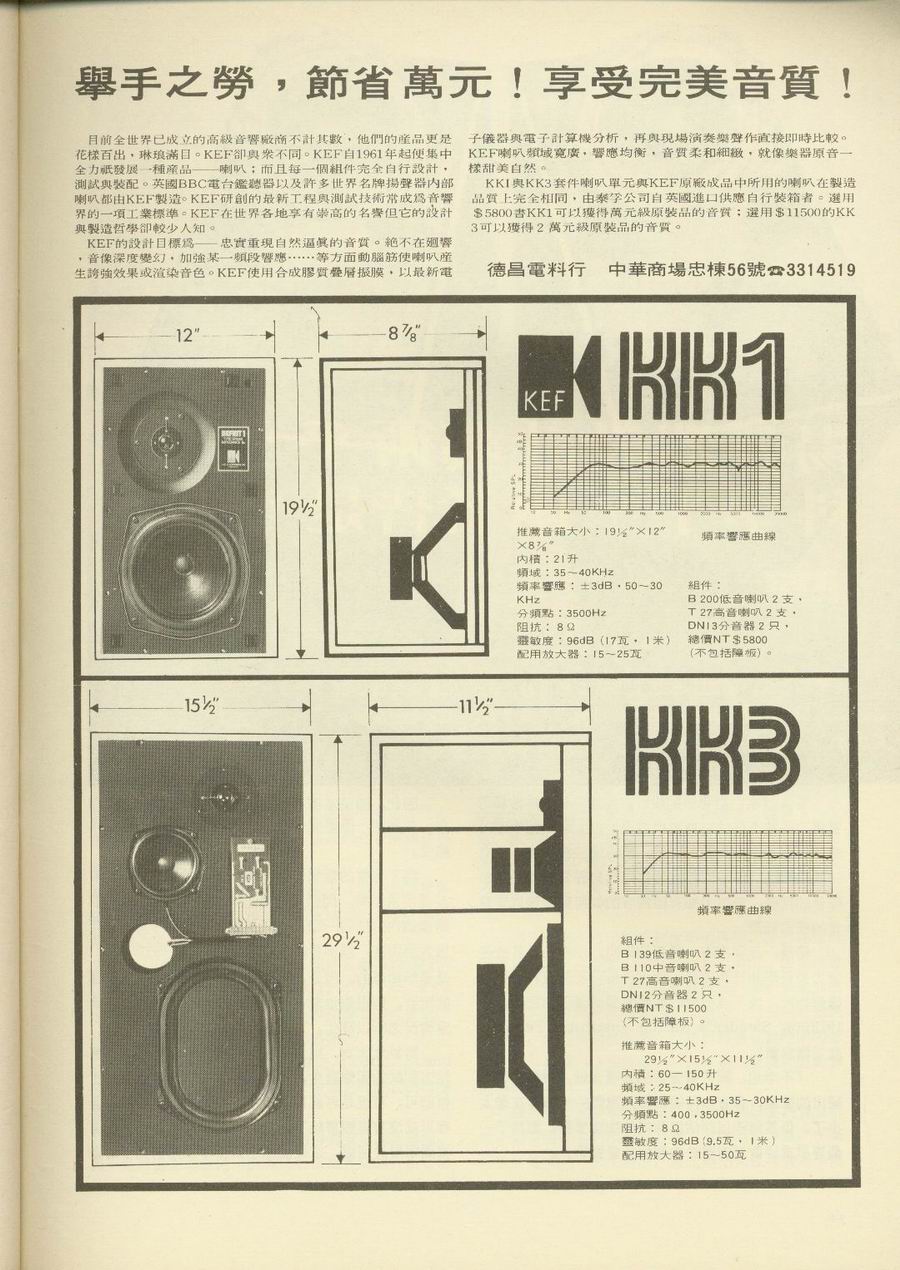 舉手之勞，節省萬元！享受完美音質！
目前全世界已成立的高級音響廠商不計其數，他們的産品更是
花樣百出，琳琅滿目。KEF卻與衆不同。KEF自1961年起便集中
全力祇發展一種産品——喇叭；而且每一個組件完全自行設計，
測試與裝配。英國BBC電台鑑聽器以及許多世界名牌揚聲器內部
喇叭都由KEF製造。KEF研創的最新工程與測試技術常成爲音響
界的一項工業標準。KEF在世界各地享有崇高的名譽但它的設計
與製造哲學卻較少人知。
KEF的設計目標爲——忠實重現自然逼眞的音質。絶不在迴響
，音像深度變幻，加強某一頻段響應……等方面動腦筋使喇叭産
生誇強效果或渲染音色。KEF使用合成膠質疊層振膜，以最新電
子儀器與電子計算機分析，再與現場演奏樂聲作直接即時比較。
KEF喇叭頻域寬廣，響應均衡，音質柔和細緻，就像樂器原音一
樣甜美自然。
KK1與KK3套件喇叭單元與KEF原廠成品中所用的喇叭在製造
品質上完全相同，由泰孚公司自英國進口供應自行裝箱者。選用
$5800書KK1可以獲得萬元級原裝品的音質；選用$11500的KK
3可以獲得2萬元級原裝品的音質。
德昌電料行 中華商場忠棟56號☎3314519
12"
8⅞"
19½"
KEF
KK1
頻率響應曲線
推薦音箱大小：19½"×12"
×8⅞"
內積：21升
頻域：35～40KHz
頻率響應：±3dB，50～30
KHz
分頻點：3500Hz
阻抗：8Ω
靈敏度：96dB（17瓦，1米）
配用放大器：15～25瓦
組件：
B 200低音喇叭2支，
T 27高音喇叭2支，
DN13分音器2只，
總價NT$5800
（不包括障板）。
15½"
11½"
29½"
KK3
頻率響應曲線
組件：
B 139低音喇叭2支，
B 110中音喇叭2支，
T 27高音喇叭2支，
DN12分音器2只，
總價NT$11500
（不包括障板）。
推薦音箱大小：
29½"×15½"×11½"
內積：60—150升
頻域：25～40KHz
頻率響應：±3dB，35～30KHz
分頻點：400，3500Hz
阻抗：8Ω
靈敏度：96dB（9.5瓦，1米）
配用放大器：15～50瓦